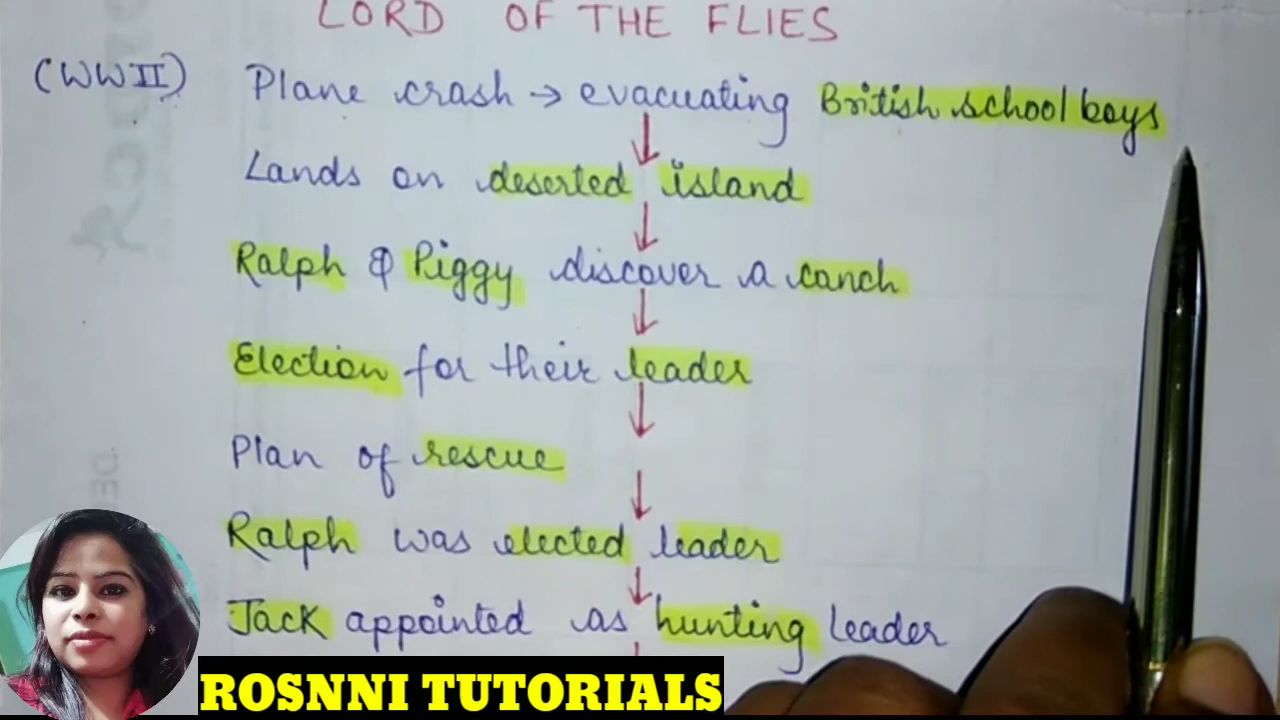 LORD OF THE FLIES
(WWII) Plane crash → evacuating British school boys
Lands on deserted island
Ralph & Piggy discover a conch
Election for their leader
Plan of rescue
Ralph was elected leader
Jack appointed as hunting leader
ROSNNI TUTORIALS